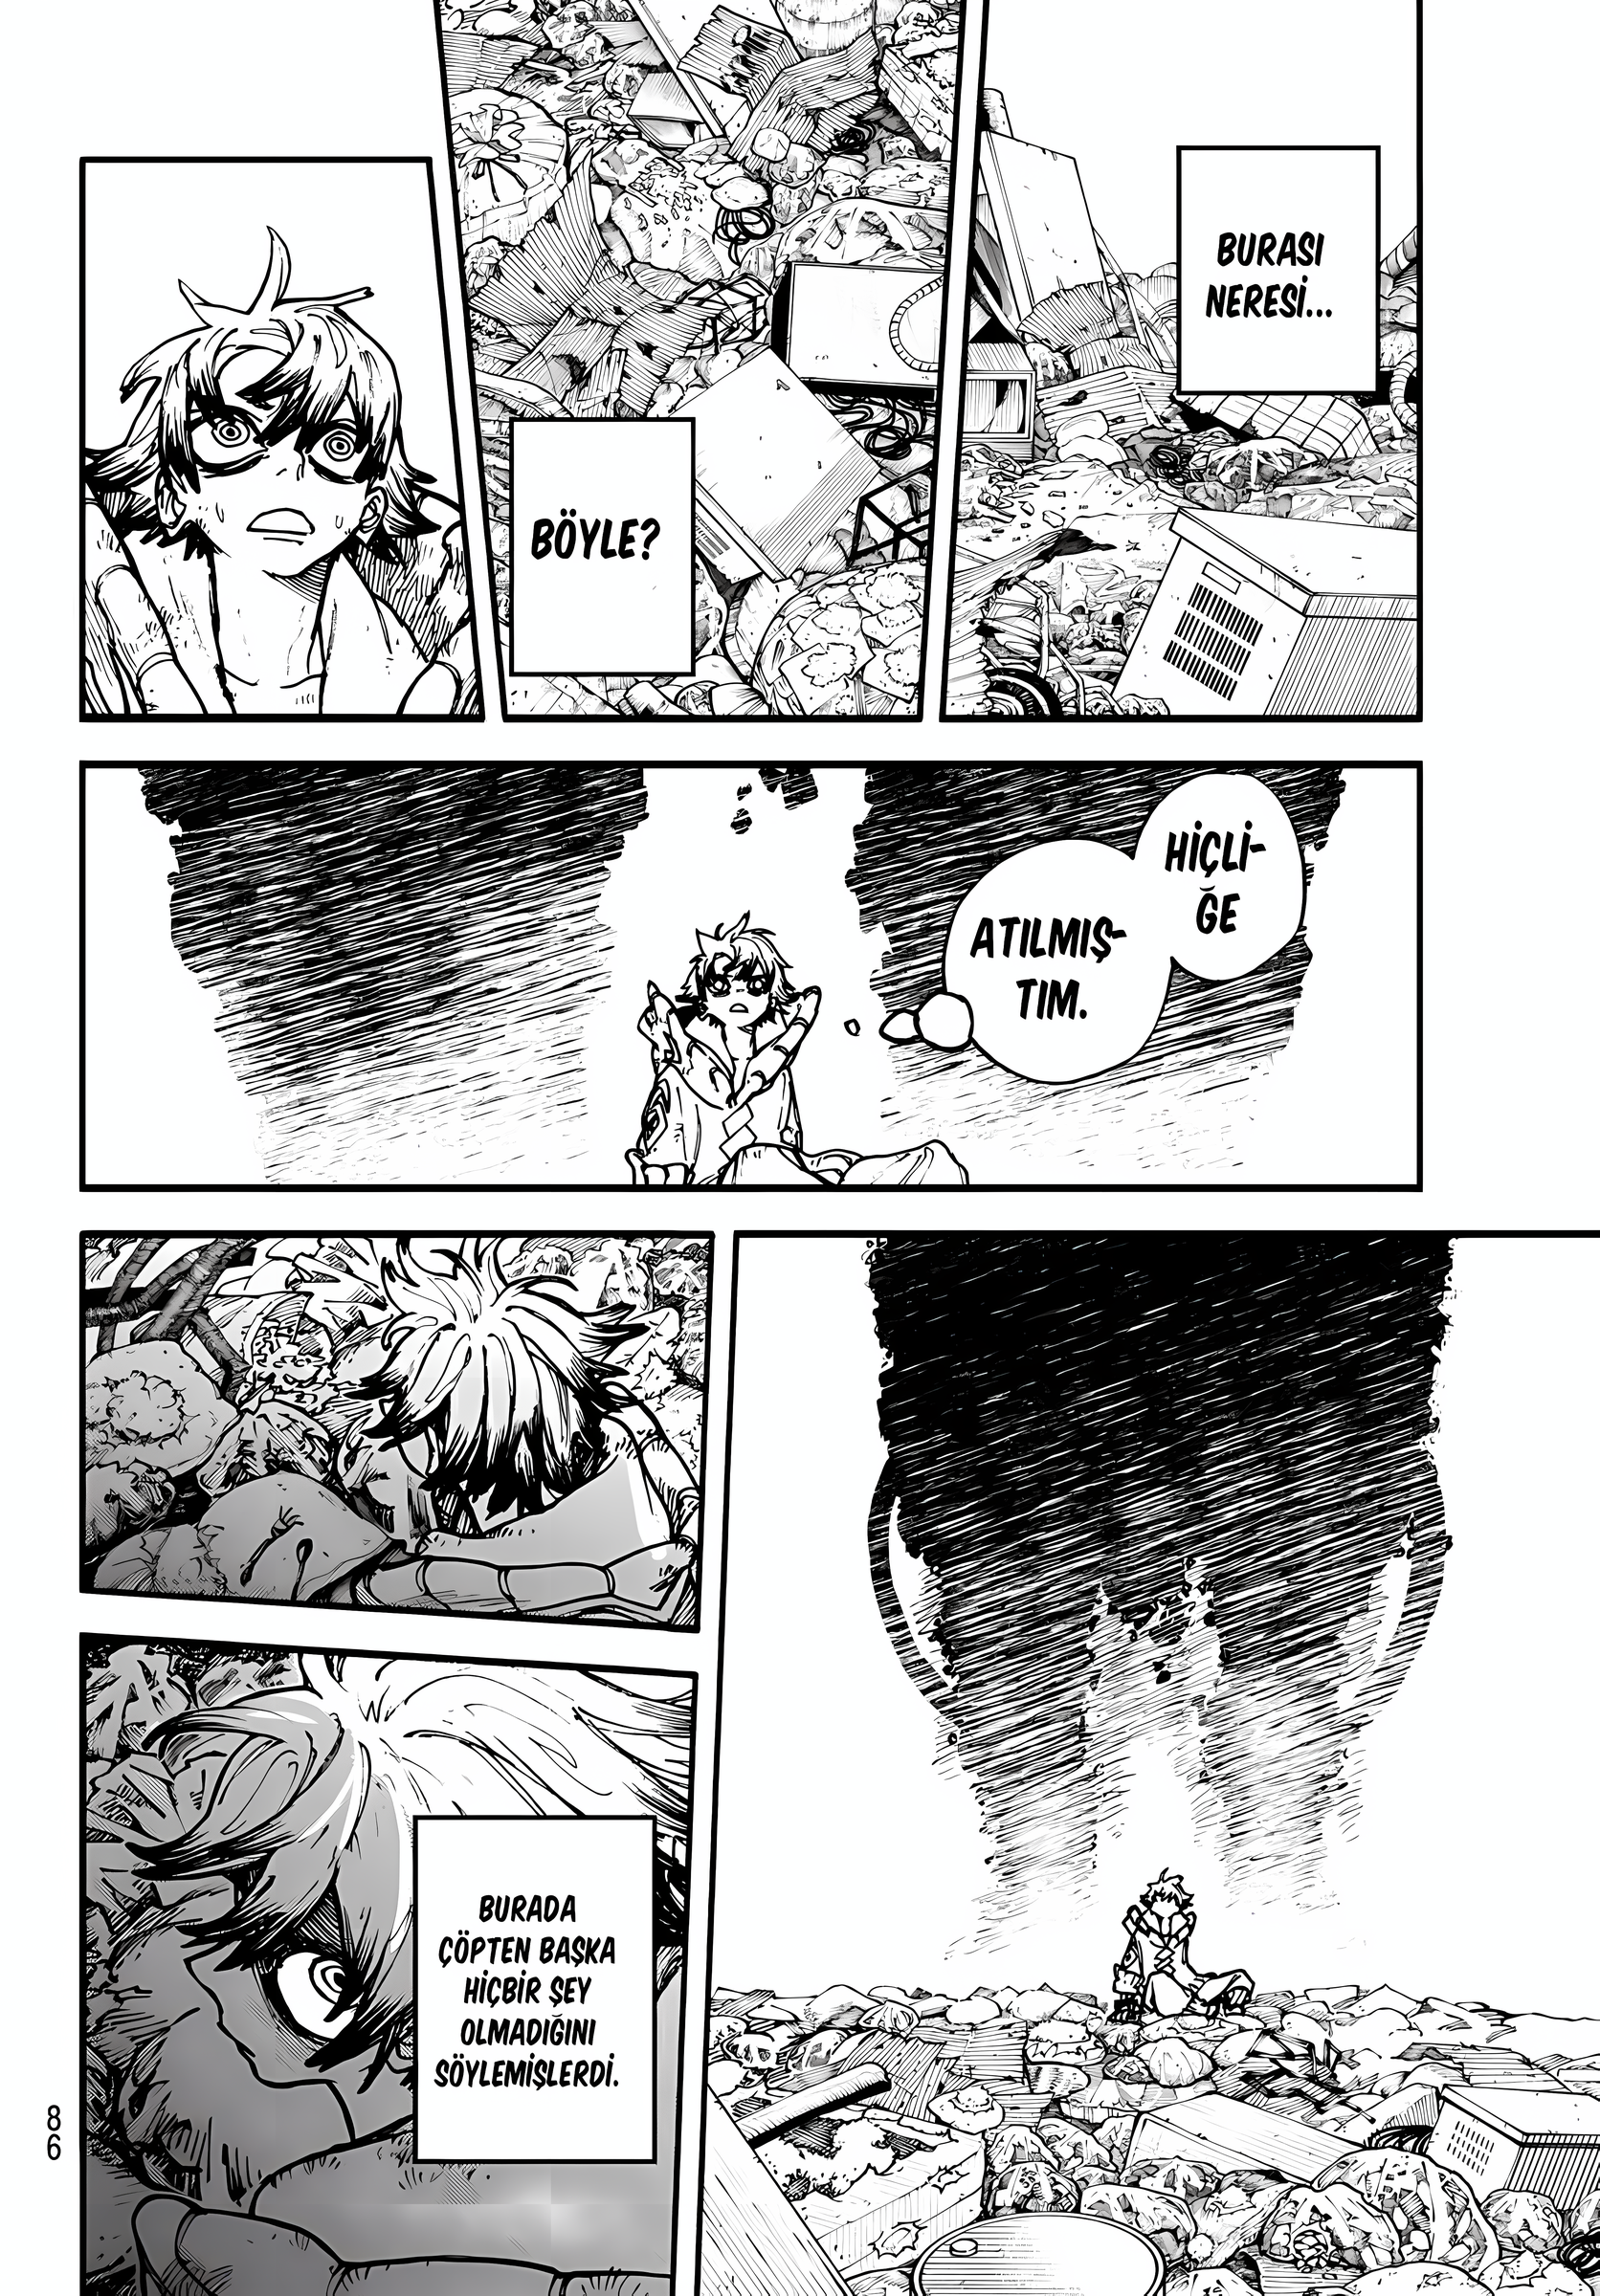 BURASI
NERESİ...
BÖYLE?
HİÇLİ-
ĞE
ATILMIŞ-
TIM.
BURADA
ÇÖPTEN BAŞKA
HİÇBİR ŞEY
OLMADIĞINI
SÖYLEMİŞLERDİ.
86